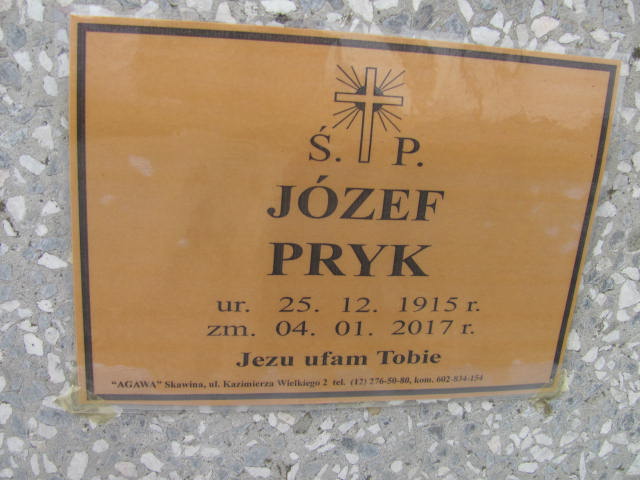 Ś. P.
JÓZEF
PRYK
ur. 25. 12. 1915 r.
zm. 04. 01. 2017 r.
Jezu ufam Tobie
"AGAWA" Skawina, ul. Kazimierza Wielkiego 2 tel. (12) 276-50-80, kom. 602-834-154